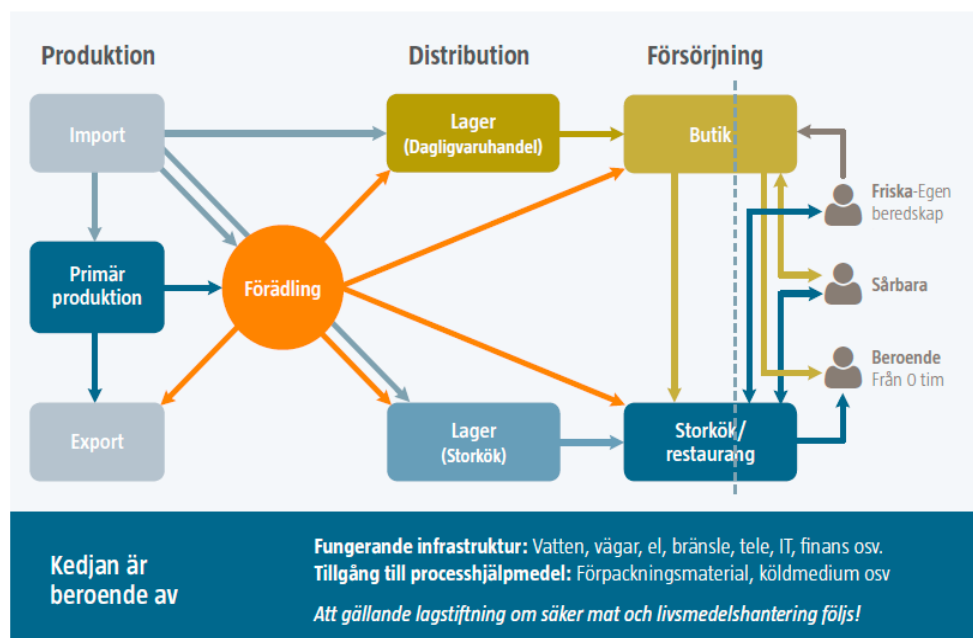 Produktion
Distribution
Försörjning
Import
Lager
(Dagligvaruhandel)
Butik
Friska-Egen
beredskap
Primär
produktion
Förädling
Sårbara
Beroende
Från 0 tim
Export
Lager
(Storkök)
Storkök/
restaurang
Kedjan är
beroende av
Fungerande infrastruktur: Vatten, vägar, el, bränsle, tele, IT, finans osv.
Tillgång till processhjälpmedel: Förpackningsmaterial, köldmedium osv
Att gällande lagstiftning om säker mat och livsmedelshantering följs!